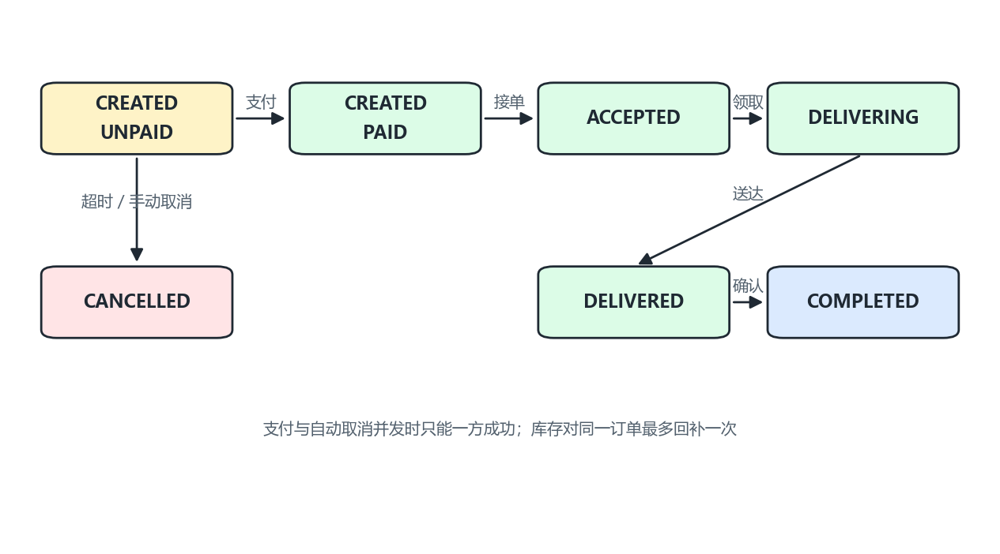 CREATED
UNPAID
支付
CREATED
PAID
接单
ACCEPTED
领取
DELIVERING
超时 / 手动取消
送达
CANCELLED
DELIVERED
确认
COMPLETED
支付与自动取消并发时只能一方成功；库存对同一订单最多回补一次